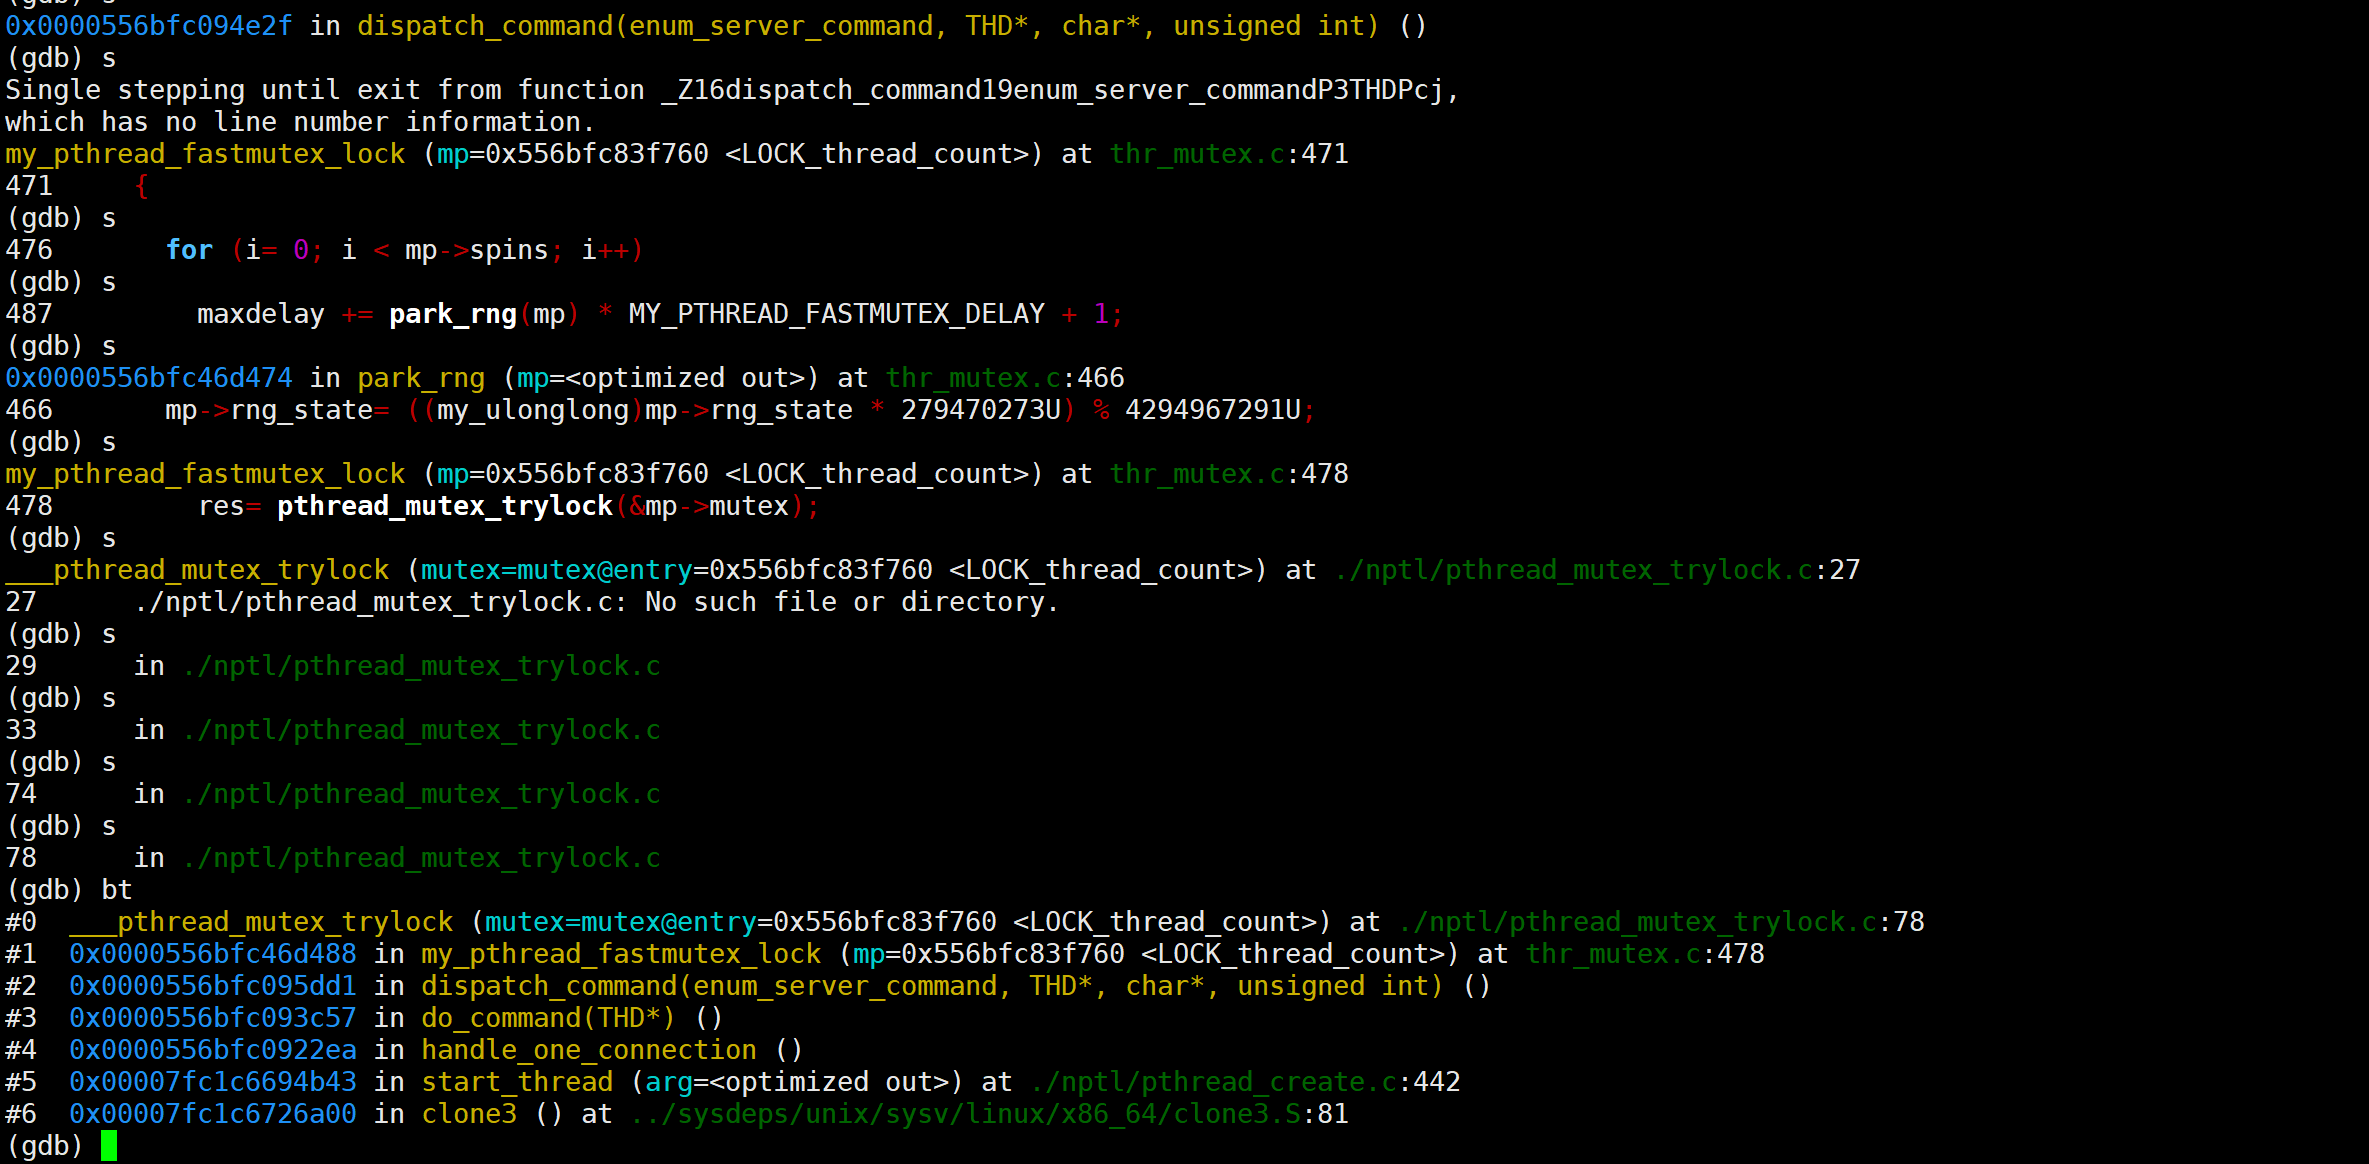 (gdb) s
0x0000556bfc094e2f in dispatch_command(enum_server_command, THD*, char*, unsigned int) ()
(gdb) s
Single stepping until exit from function _Z16dispatch_command19enum_server_commandP3THDPcj,
which has no line number information.
my_pthread_fastmutex_lock (mp=0x556bfc83f760 <LOCK_thread_count>) at thr_mutex.c:471
471     {
(gdb) s
476       for (i= 0; i < mp->spins; i++)
(gdb) s
487         maxdelay += park_rng(mp) * MY_PTHREAD_FASTMUTEX_DELAY + 1;
(gdb) s
0x0000556bfc46d474 in park_rng (mp=<optimized out>) at thr_mutex.c:466
466       mp->rng_state= ((my_ulonglong)mp->rng_state * 279470273U) % 4294967291U;
(gdb) s
my_pthread_fastmutex_lock (mp=0x556bfc83f760 <LOCK_thread_count>) at thr_mutex.c:478
478         res= pthread_mutex_trylock(&mp->mutex);
(gdb) s
___pthread_mutex_trylock (mutex=mutex@entry=0x556bfc83f760 <LOCK_thread_count>) at ./nptl/pthread_mutex_trylock.c:27
27      ./nptl/pthread_mutex_trylock.c: No such file or directory.
(gdb) s
29      in ./nptl/pthread_mutex_trylock.c
(gdb) s
33      in ./nptl/pthread_mutex_trylock.c
(gdb) s
74      in ./nptl/pthread_mutex_trylock.c
(gdb) s
78      in ./nptl/pthread_mutex_trylock.c
(gdb) bt
#0  ___pthread_mutex_trylock (mutex=mutex@entry=0x556bfc83f760 <LOCK_thread_count>) at ./nptl/pthread_mutex_trylock.c:78
#1  0x0000556bfc46d488 in my_pthread_fastmutex_lock (mp=0x556bfc83f760 <LOCK_thread_count>) at thr_mutex.c:478
#2  0x0000556bfc095dd1 in dispatch_command(enum_server_command, THD*, char*, unsigned int) ()
#3  0x0000556bfc093c57 in do_command(THD*) ()
#4  0x0000556bfc0922ea in handle_one_connection ()
#5  0x00007fc1c6694b43 in start_thread (arg=<optimized out>) at ./nptl/pthread_create.c:442
#6  0x00007fc1c6726a00 in clone3 () at ../sysdeps/unix/sysv/linux/x86_64/clone3.S:81
(gdb)